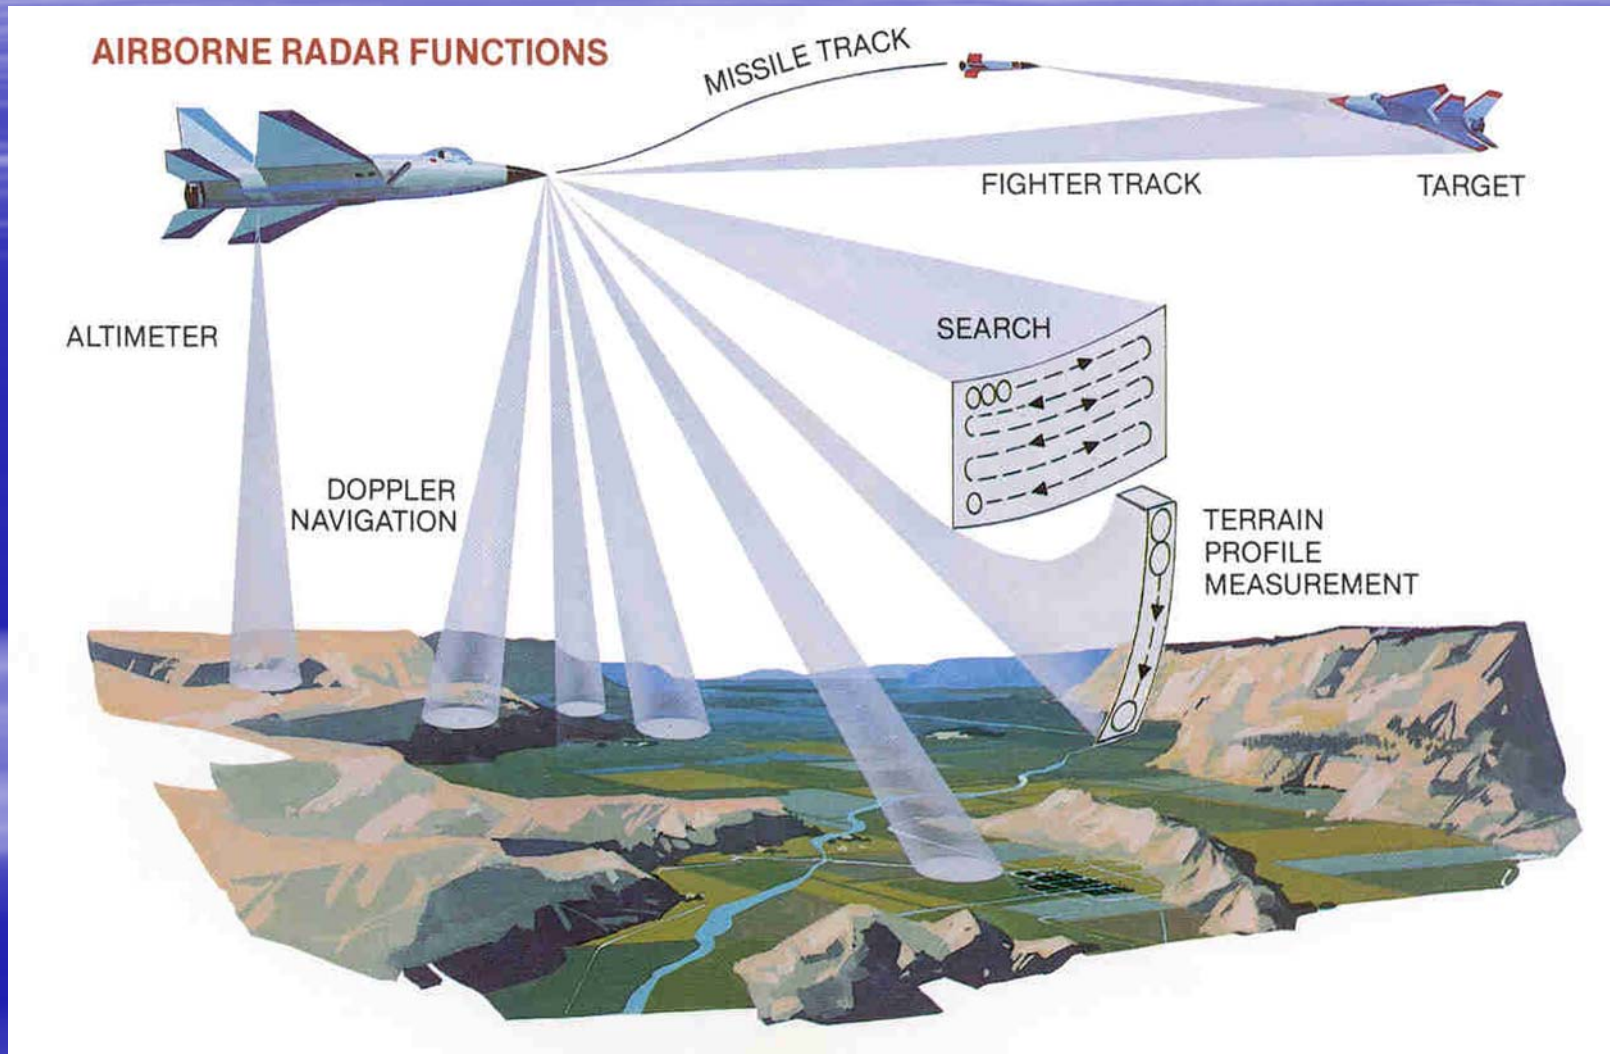 AIRBORNE RADAR FUNCTIONS
MISSILE TRACK
FIGHTER TRACK
TARGET
ALTIMETER
SEARCH
DOPPLER
NAVIGATION
TERRAIN
PROFILE
MEASUREMENT